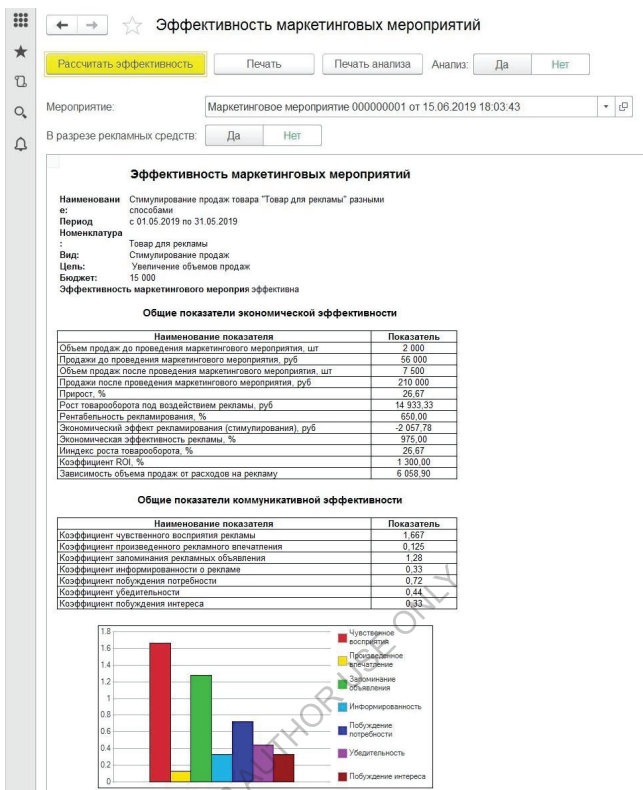 Эффективность маркетинговых мероприятий
Рассчитать эффективность Печать Печать анализа Анализ: Да Нет
Мероприятие: Маркетинговое мероприятие 000000001 от 15.06.2019 18:03:43
В разрезе рекламных средств: Да Нет
Эффективность маркетинговых мероприятий
Наименовани Стимулирование продаж товара "Товар для рекламы" разными
е: способами
Период с 01.05.2019 по 31.05.2019
Номенклатура
: Товар для рекламы
Вид: Стимулирование продаж
Цель: Увеличение объемов продаж
Бюджет: 15 000
Эффективность маркетингового мероприя эффективна
Общие показатели экономической эффективности
Наименование показателя Показатель
Объем продаж до проведения маркетингового мероприятия, шт 2 000
Продажи до проведения маркетингового мероприятия, руб 56 000
Объем продаж после проведения маркетингового мероприятия, шт 7 500
Продажи после проведения маркетингового мероприятия, руб 210 000
Прирост, % 26,67
Рост товарооборота под воздействием рекламы, руб 14 933,33
Рентабельность рекламирования, % 650,00
Экономический эффект рекламирования (стимулирования), руб -2 057,78
Экономическая эффективность рекламы, % 975,00
Ииндекс роста товарооборота, % 26,67
Коэффициент ROI, % 1 300,00
Зависимость объема продаж от расходов на рекламу 6 058,90
Общие показатели коммуникативной эффективности
Наименование показателя Показатель
Коэффициент чувственного восприятия рекламы 1,667
Коэффициент произведенного рекламного впечатления 0,125
Коэффициент запоминания рекламных объявления 1,28
Коэффициент информированности о рекламе 0,33
Коэффициент побуждения потребности 0,72
Коэффициент убедительности 0,44
Коэффициент побуждения интереса 0,33
1.8
1.6
1.4
1.2
1
0.8
0.6
0.4
0.2
0
Чувственное
восприятия
Произведенное
впечатление
Запоминание
объявления
Информированность
Побуждение
потребности
Убедительность
Побуждение интереса
AUTHOR USE ONLY